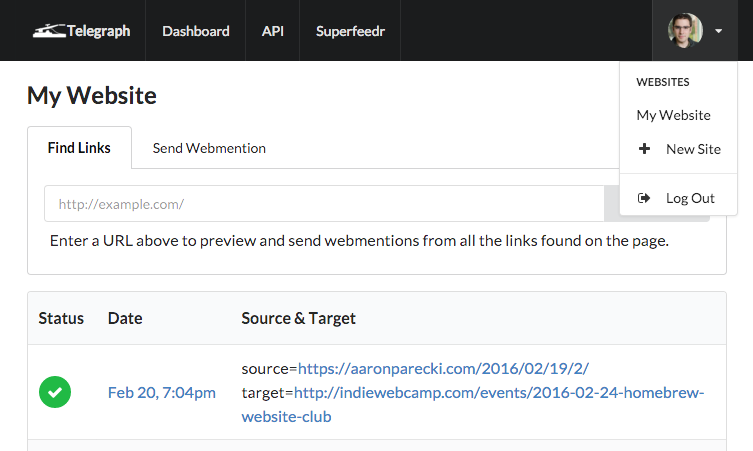 Telegraph Dashboard API Superfeedr
WEBSITES
My Website
New Site
Log Out
My Website
Find Links Send Webmention
http://example.com/
Enter a URL above to preview and send webmentions from all the links found on the page.
Status Date Source & Target
Feb 20, 7:04pm
source=https://aaronparecki.com/2016/02/19/2/
target=http://indiewebcamp.com/events/2016-02-24-homebrew-
website-club